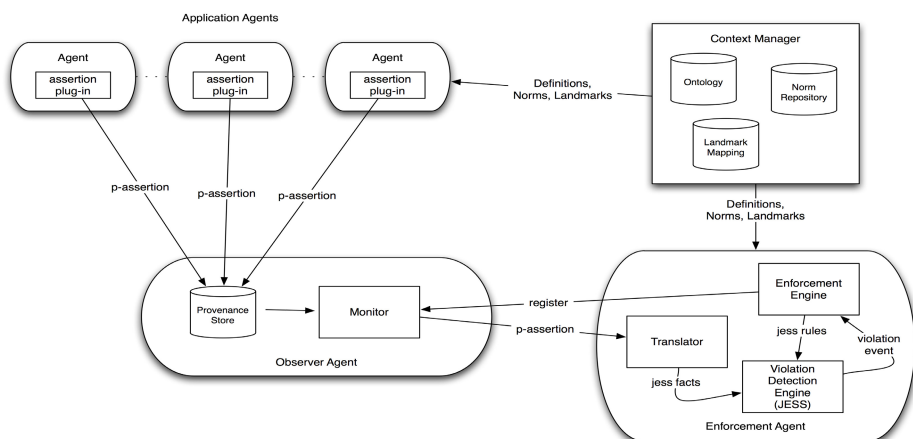 Application Agents
Agent
assertion
plug-in
Agent
assertion
plug-in
Agent
assertion
plug-in
Context Manager
Ontology
Norm
Repository
Landmark
Mapping
Definitions,
Norms, Landmarks
p-assertion
p-assertion
p-assertion
Definitions,
Norms, Landmarks
Provenance
Store
Monitor
Observer Agent
register
p-assertion
Enforcement
Engine
jess rules
violation
event
Translator
jess facts
Violation
Detection
Engine
(JESS)
Enforcement Agent